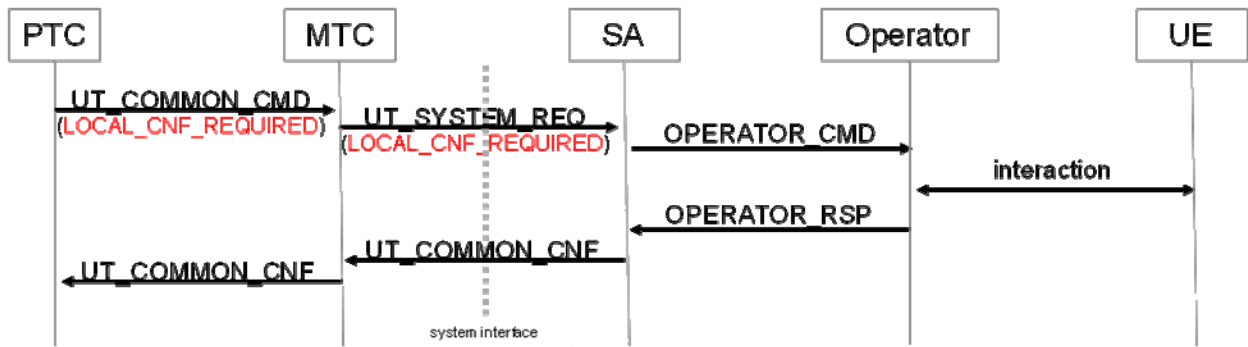 PTC MTC SA Operator UE
UT_COMMON_CMD
(LOCAL_CNF_REQUIRED)
UT_SYSTEM_REQ
(LOCAL_CNF_REQUIRED)
OPERATOR_CMD
interaction
OPERATOR_RSP
UT_COMMON_CNF
UT_COMMON_CNF
system interface